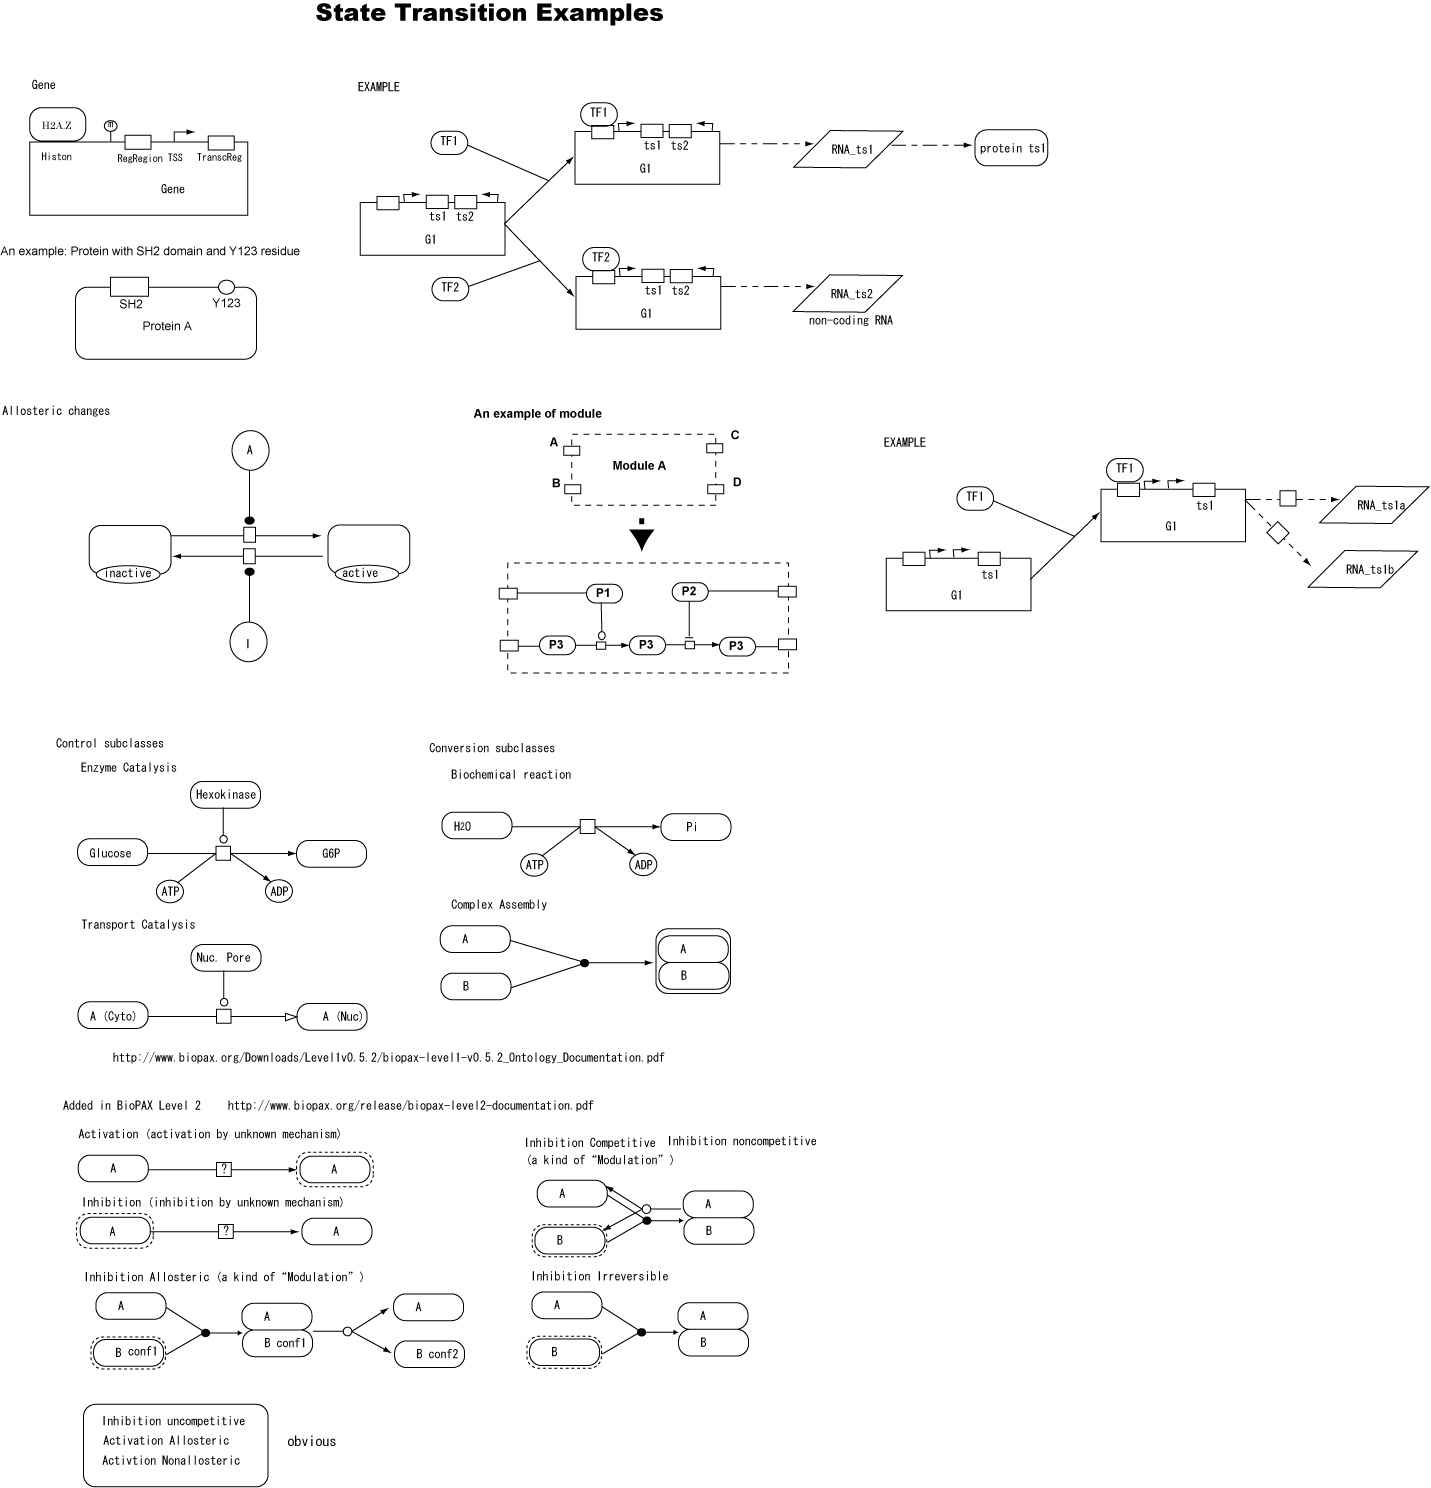 State Transition Examples
Gene
H2A.Z
m
Histon
RegRegion TSS TranscReg
Gene
An example: Protein with SH2 domain and Y123 residue
SH2
Y123
Protein A
EXAMPLE
TF1
TF1
ts1 ts2
G1
RNA_ts1
protein ts1
ts1 ts2
G1
TF2
TF2
ts1 ts2
G1
RNA_ts2
non-coding RNA
Allosteric changes
A
inactive
active
I
An example of module
A
C
Module A
B
D
P1
P2
P3
P3
P3
EXAMPLE
TF1
TF1
ts1
G1
RNA_ts1a
RNA_ts1b
ts1
G1
Control subclasses
Enzyme Catalysis
Hexokinase
Glucose
G6P
ATP
ADP
Transport Catalysis
Nuc. Pore
A (Cyto)
A (Nuc)
Conversion subclasses
Biochemical reaction
H2O
Pi
ATP
ADP
Complex Assembly
A
B
A
B
http://www.biopax.org/Downloads/Level1v0.5.2/biopax-level1-v0.5.2_Ontology_Documentation.pdf
Added in BioPAX Level 2 http://www.biopax.org/release/biopax-level2-documentation.pdf
Activation (activation by unknown mechanism)
A
?
A
Inhibition (inhibition by unknown mechanism)
A
?
A
Inhibition Competitive Inhibition noncompetitive
(a kind of “Modulation”)
A
B
A
B
Inhibition Allosteric (a kind of “Modulation”)
A
B conf1
A
B conf1
A
B conf2
Inhibition Irreversible
A
B
A
B
Inhibition uncompetitive
Activation Allosteric
Activtion Nonallosteric
obvious